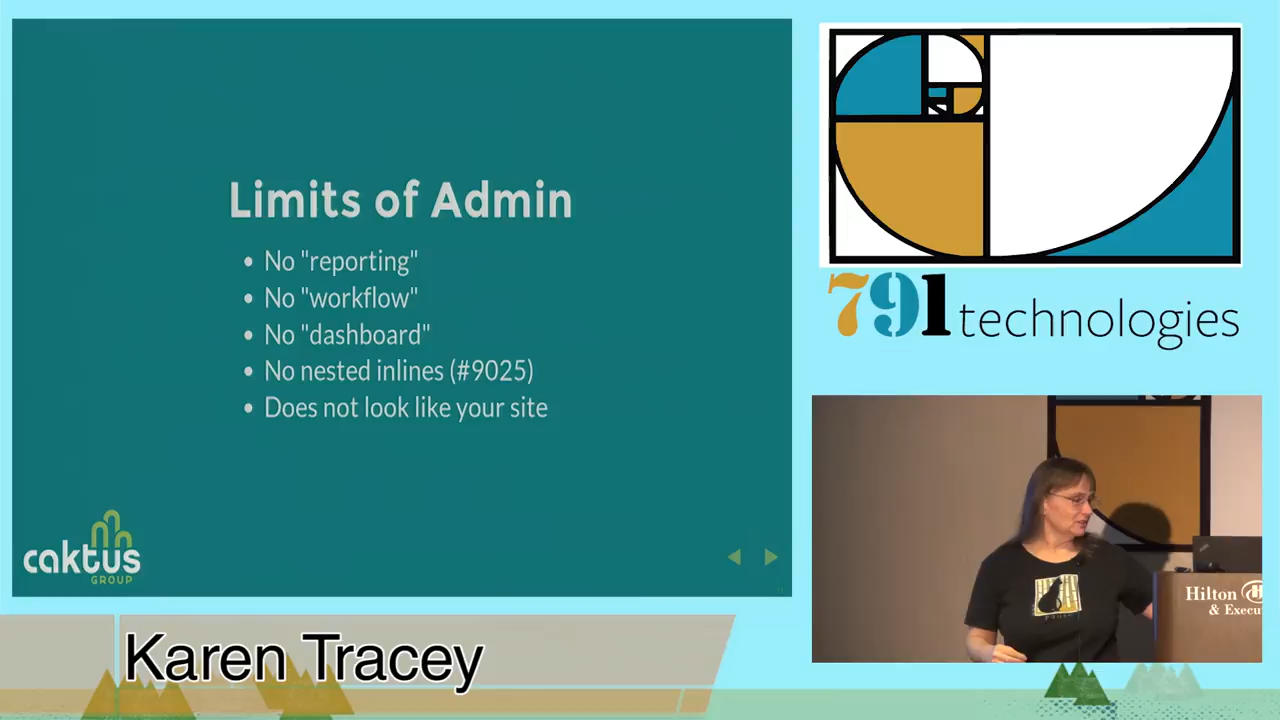 Limits of Admin
• No "reporting"
• No "workflow"
• No "dashboard"
• No nested inlines (#9025)
• Does not look like your site
caktus
GROUP
791 technologies
Hilton
& Execu
Karen Tracey